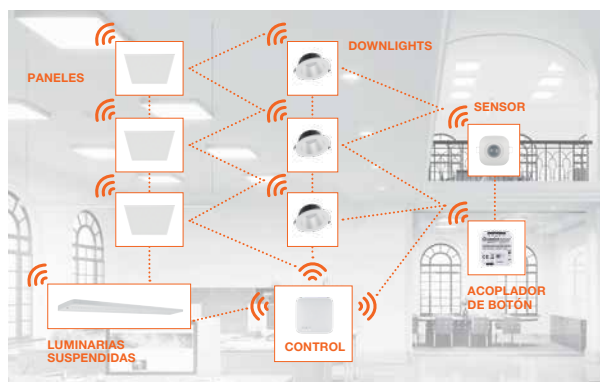 DOWNLIGHTS
PANELES
SENSOR
ACOPLADOR
DE BOTÓN
LUMINARIAS
SUSPENDIDAS
CONTROL